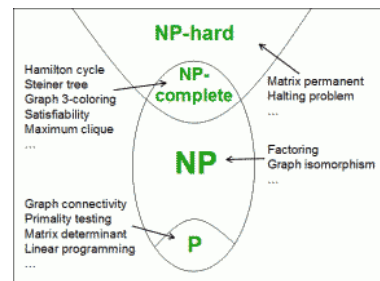 NP-hard
Hamilton cycle
Steiner tree
Graph 3-coloring
Satisfiability
Maximum clique
...
NP-
complete
Matrix permanent
Halting problem
...
NP
Factoring
Graph isomorphism
...
Graph connectivity
Primality testing
Matrix determinant
Linear programming
...
P